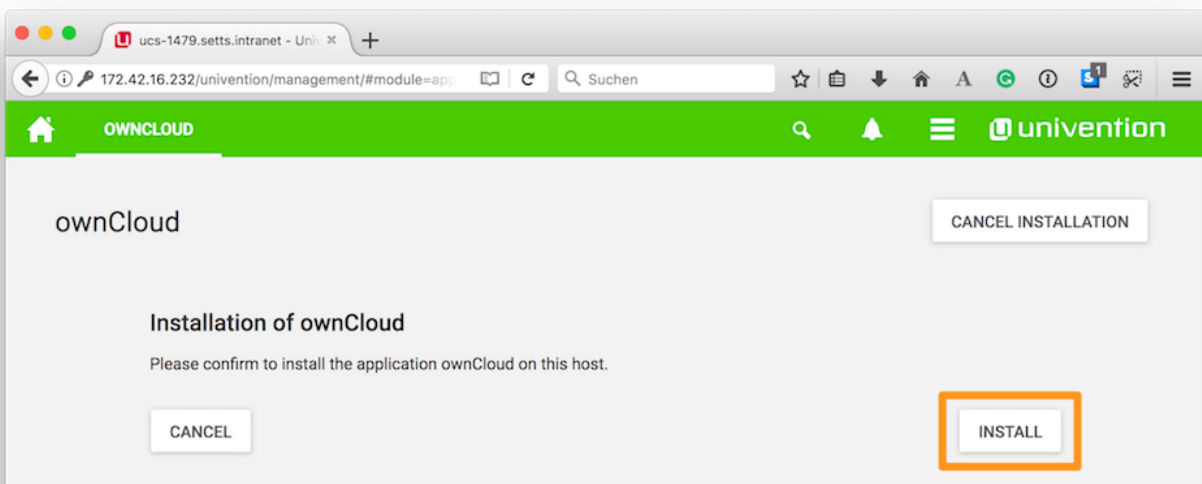 ucs-1479.setts.intranet - Univ
172.42.16.232/univention/management/#module=app
Suchen
1
OWNCLOUD
univention
ownCloud
CANCEL INSTALLATION
Installation of ownCloud
Please confirm to install the application ownCloud on this host.
CANCEL
INSTALL